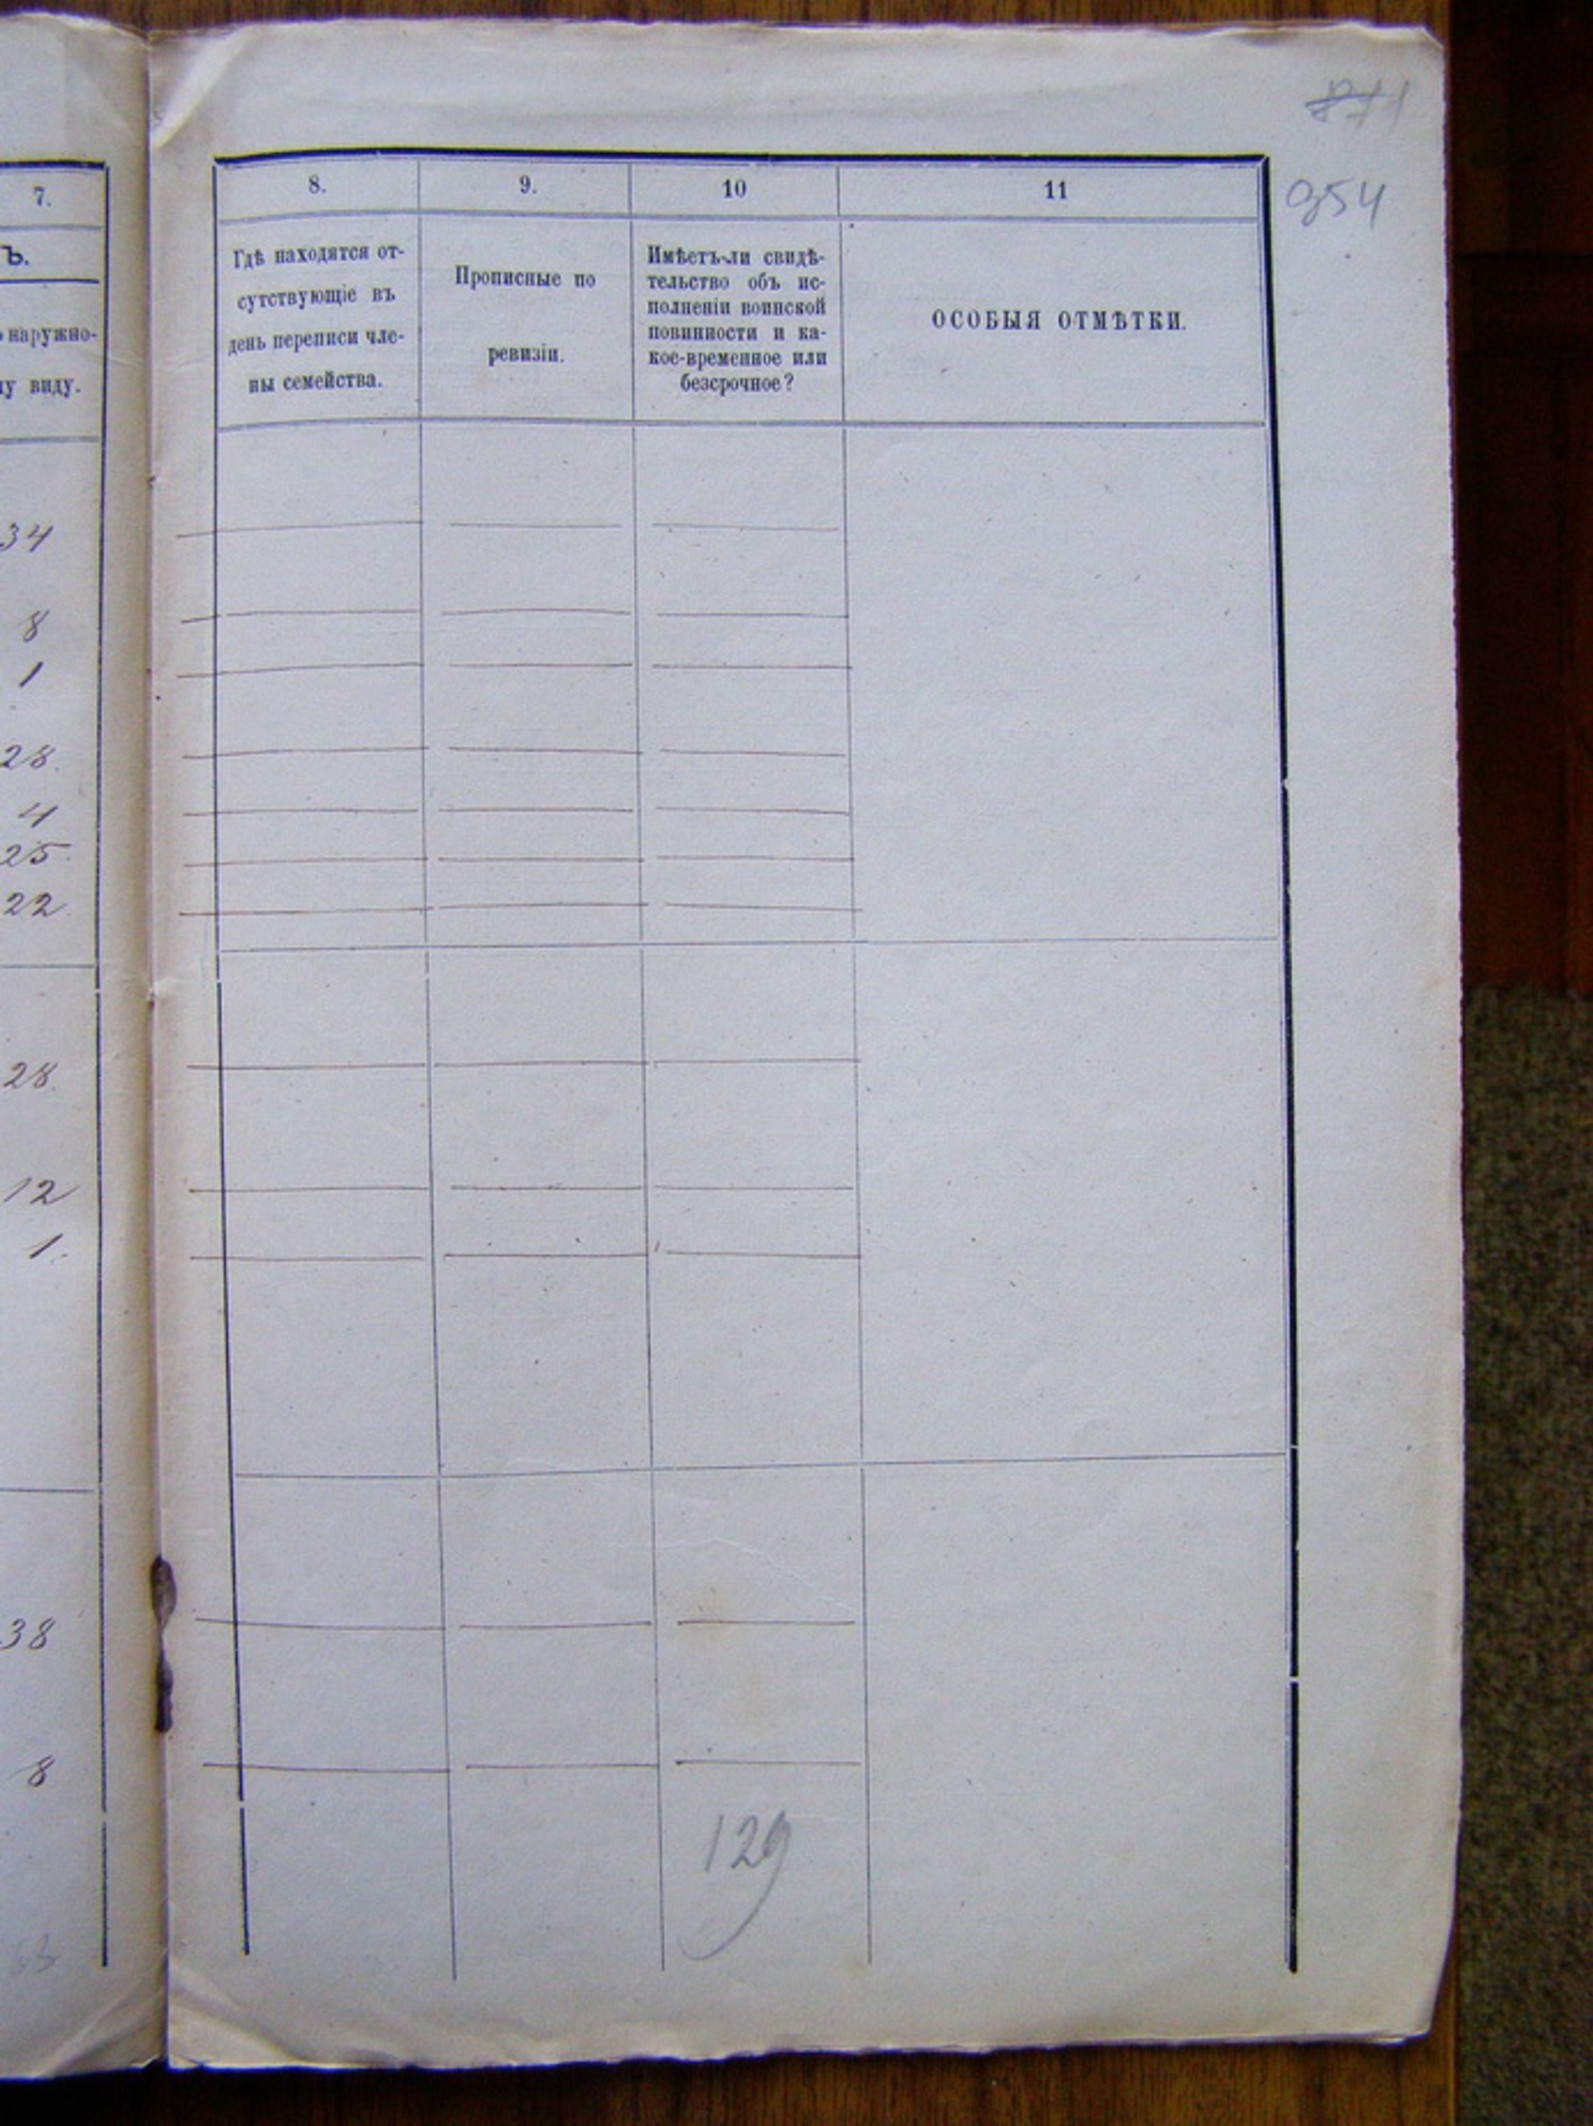 954
7.
Ъ.
наружно-
му виду.
34
8
1
28.
4
25.
22
28.
12
1.
38
8
8.
Гдѣ находятся от-
сутствующіе въ
день переписи чле-
ны семейства.
9.
Прописные по
ревизіи.
10
Имѣетъ-ли свидѣ-
тельство объ ис-
полненіи воинской
повинности и ка-
кое-временное или
безсрочное?
11
ОСОБЫЯ ОТМѢТКИ.
129